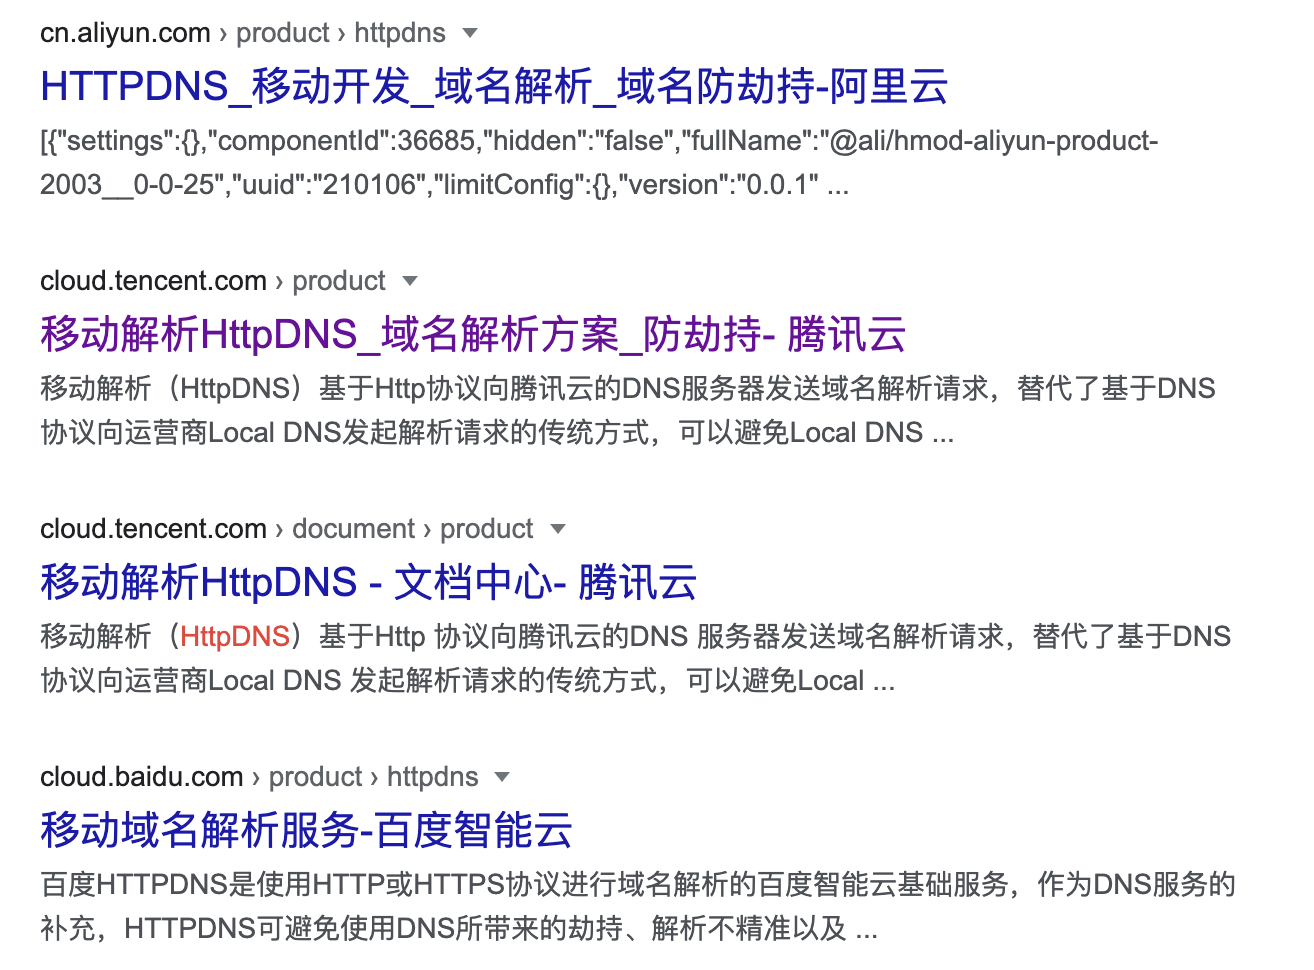 cn.aliyun.com › product › httpdns
HTTPDNS_移动开发_域名解析_域名防劫持-阿里云
[{"settings":{},"componentId":36685,"hidden":"false","fullName":"@ali/hmod-aliyun-product-
2003__0-0-25","uuid":"210106","limitConfig":{},"version":"0.0.1" ...
cloud.tencent.com › product
移动解析HttpDNS_域名解析方案_防劫持- 腾讯云
移动解析（HttpDNS）基于Http协议向腾讯云的DNS服务器发送域名解析请求，替代了基于DNS
协议向运营商Local DNS发起解析请求的传统方式，可以避免Local DNS ...
cloud.tencent.com › document › product
移动解析HttpDNS - 文档中心- 腾讯云
移动解析（HttpDNS）基于Http 协议向腾讯云的DNS 服务器发送域名解析请求，替代了基于DNS
协议向运营商Local DNS 发起解析请求的传统方式，可以避免Local ...
cloud.baidu.com › product › httpdns
移动域名解析服务-百度智能云
百度HTTPDNS是使用HTTP或HTTPS协议进行域名解析的百度智能云基础服务，作为DNS服务的
补充，HTTPDNS可避免使用DNS所带来的劫持、解析不精准以及 ...